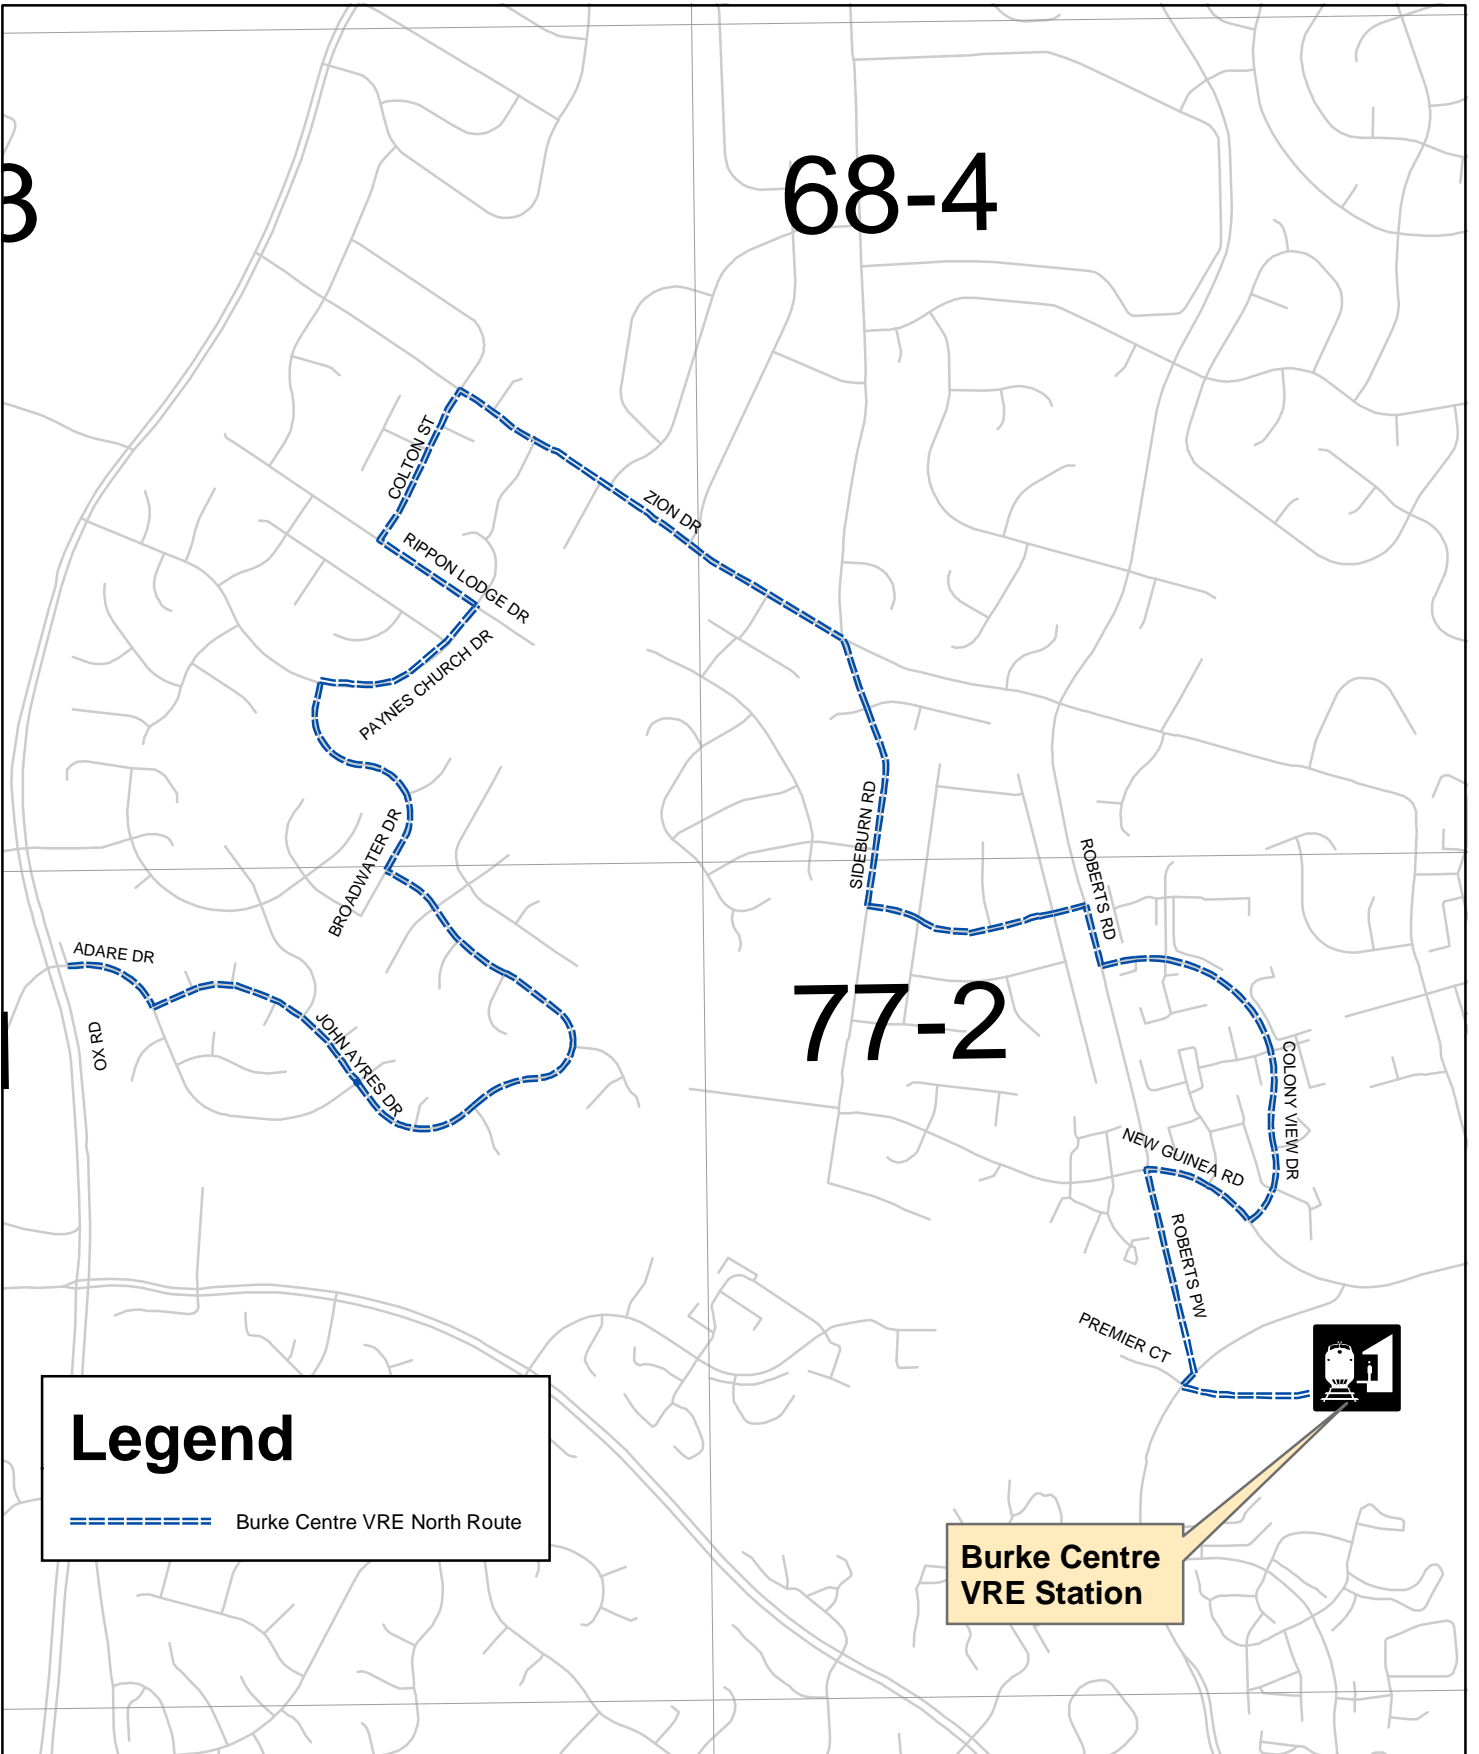 68-4
COLTON ST
ZION DR
RIPPON LODGE DR
PAYNES CHURCH DR
BROADWATER DR
SIDEBURN RD
ROBERTS RD
ADARE DR
77-2
OX RD
JOHN AYRES DR
COLONY VIEW DR
NEW GUINEA RD
ROBERTS PW
PREMIER CT
Legend
Burke Centre VRE North Route
Burke Centre
VRE Station